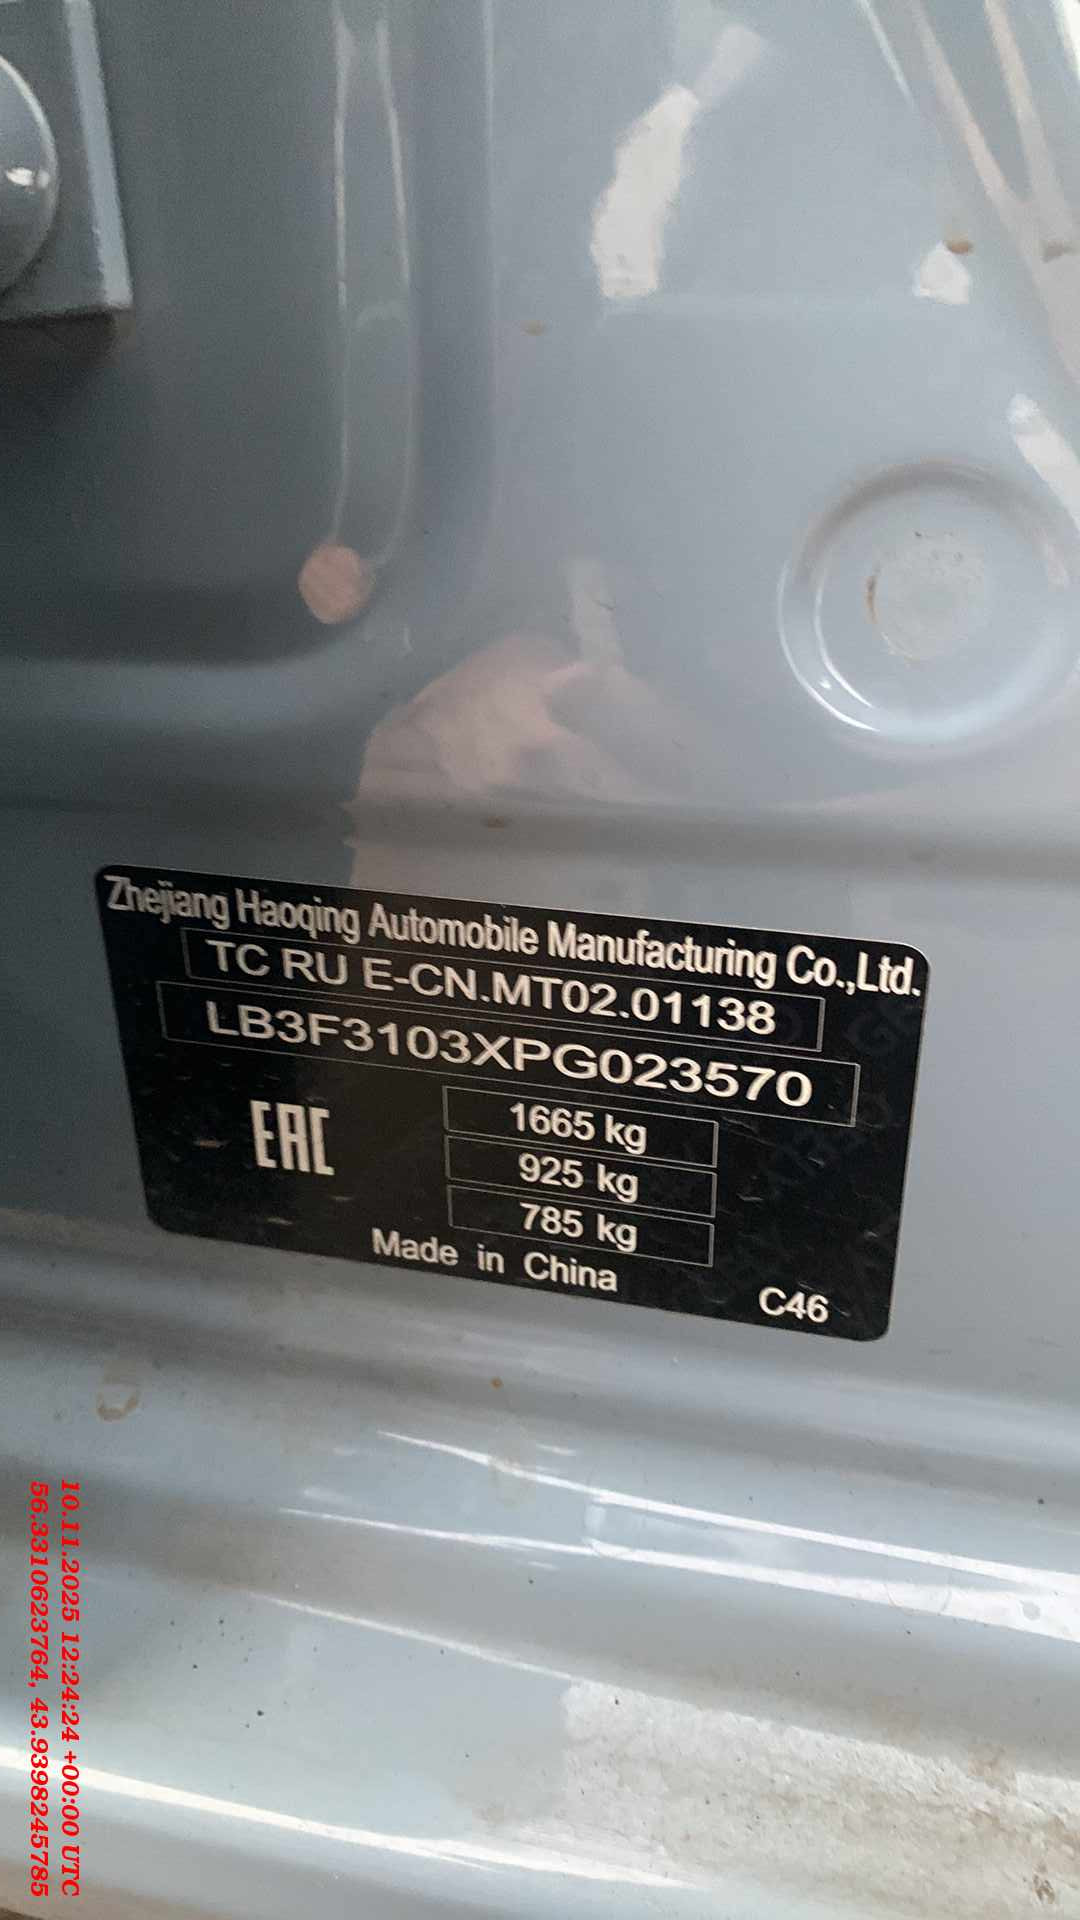 Zhejiang Haoqing Automobile Manufacturing Co.,Ltd.
TC RU E-CN.MT02.01138
LB3F3103XPG023570
EAC
1665 kg
925 kg
785 kg
Made in China
C46
10.11.2025 12:24:24 +00:00 UTC
56.3310623764, 43.9398245785